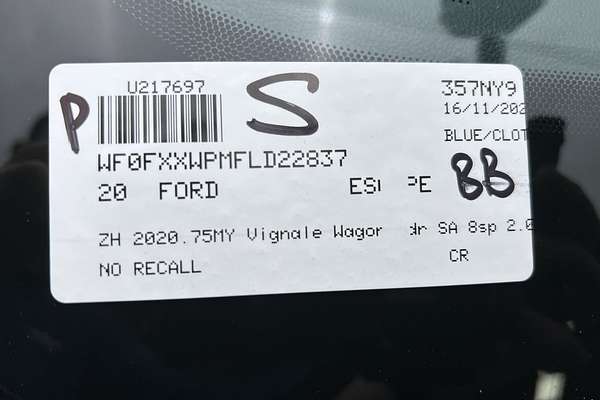 U217697
P
S
357NY9
16/11/202
BLUE/CLOT
WF0FXXWPMFLD22837
20 FORD ES PE BB
ZH 2020.75MY Vignale Wagon dr SA 8sp 2.0
NO RECALL CR